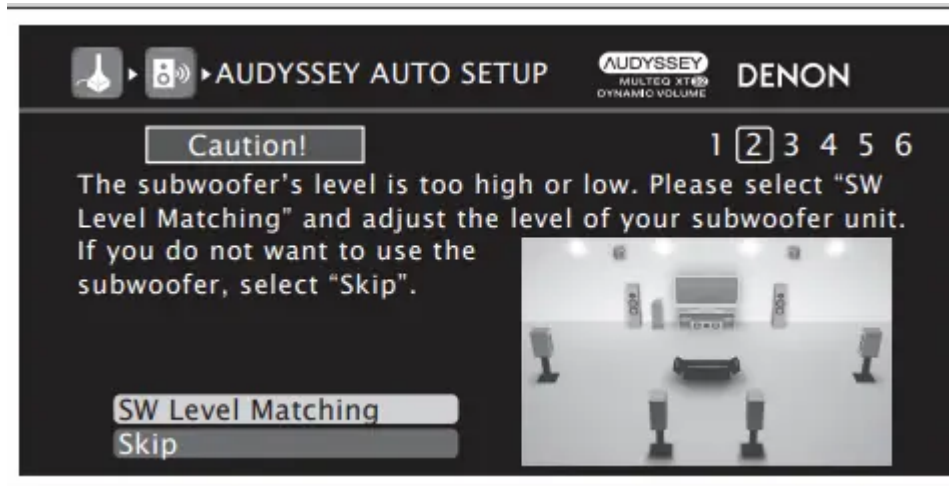 AUDYSSEY AUTO SETUP
AUDYSSEY
MULTEQ XT32
DYNAMIC VOLUME
DENON
Caution!
1 2 3 4 5 6
The subwoofer’s level is too high or low. Please select “SW
Level Matching” and adjust the level of your subwoofer unit.
If you do not want to use the
subwoofer, select “Skip”.
SW Level Matching
Skip